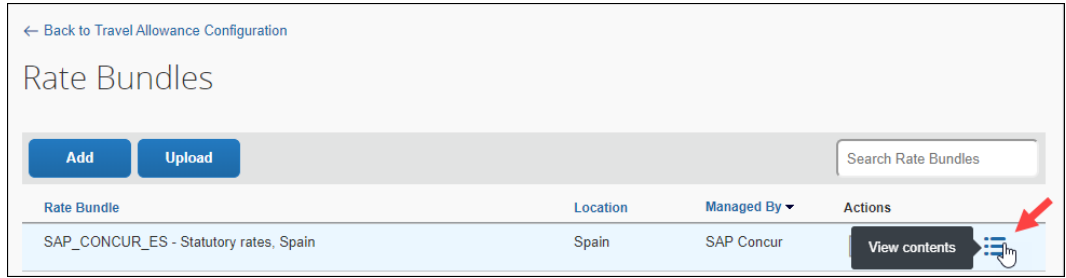 ← Back to Travel Allowance Configuration
Rate Bundles
Add Upload Search Rate Bundles
Rate Bundle Location Managed By Actions
SAP_CONCUR_ES - Statutory rates, Spain Spain SAP Concur View contents